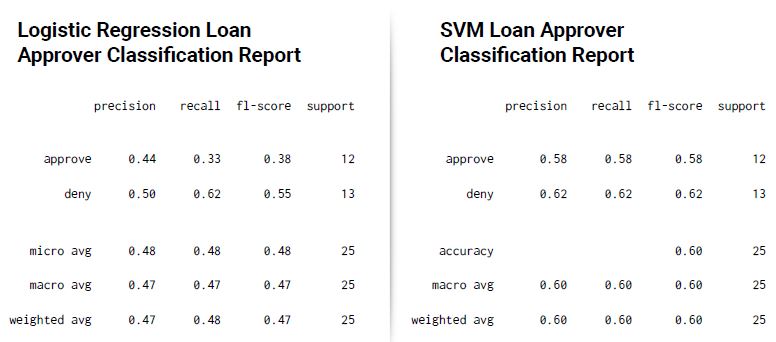 Logistic Regression Loan
Approver Classification Report
precision recall f1-score support
approve 0.44 0.33 0.38 12
deny 0.50 0.62 0.55 13
micro avg 0.48 0.48 0.48 25
macro avg 0.47 0.47 0.47 25
weighted avg 0.47 0.48 0.47 25
SVM Loan Approver
Classification Report
precision recall f1-score support
approve 0.58 0.58 0.58 12
deny 0.62 0.62 0.62 13
accuracy 0.60 25
macro avg 0.60 0.60 0.60 25
weighted avg 0.60 0.60 0.60 25